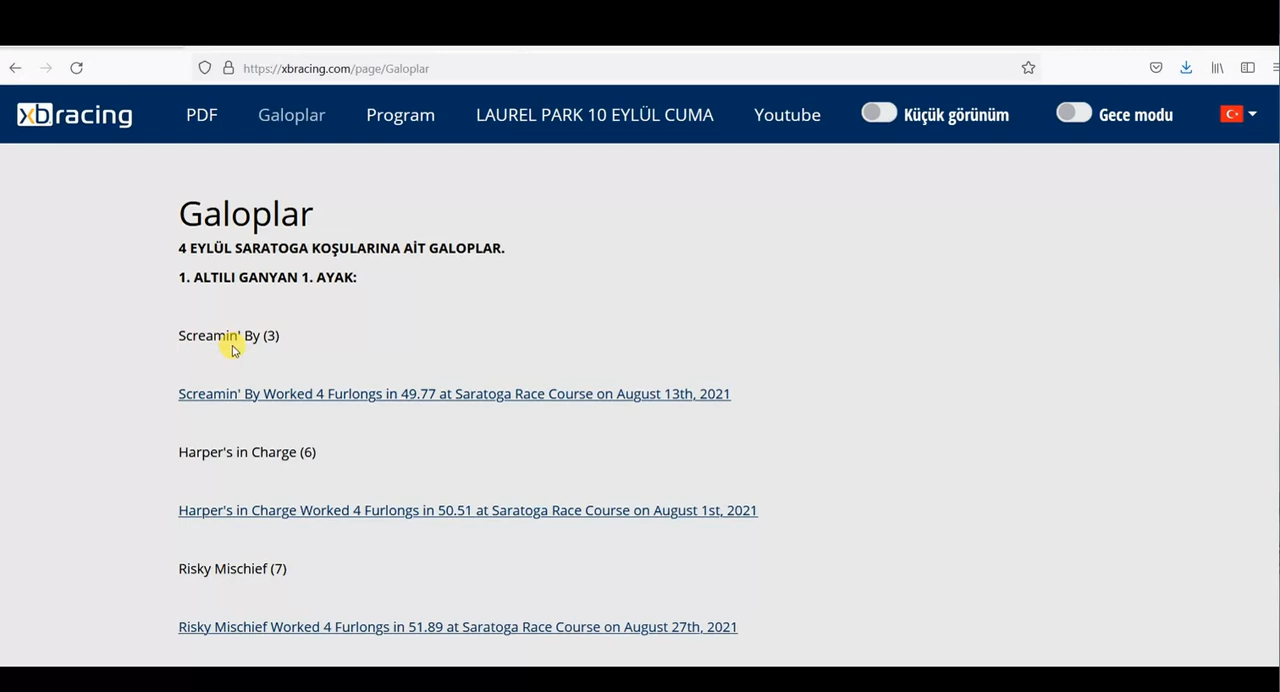 https://xbracing.com/page/Galoplar
xbracing PDF Galoplar Program LAUREL PARK 10 EYLÜL CUMA Youtube Küçük görünüm Gece modu
Galoplar
4 EYLÜL SARATOGA KOŞULARINA AİT GALOPLAR.
1. ALTILI GANYAN 1. AYAK:
Screamin' By (3)
Screamin' By Worked 4 Furlongs in 49.77 at Saratoga Race Course on August 13th, 2021
Harper's in Charge (6)
Harper's in Charge Worked 4 Furlongs in 50.51 at Saratoga Race Course on August 1st, 2021
Risky Mischief (7)
Risky Mischief Worked 4 Furlongs in 51.89 at Saratoga Race Course on August 27th, 2021